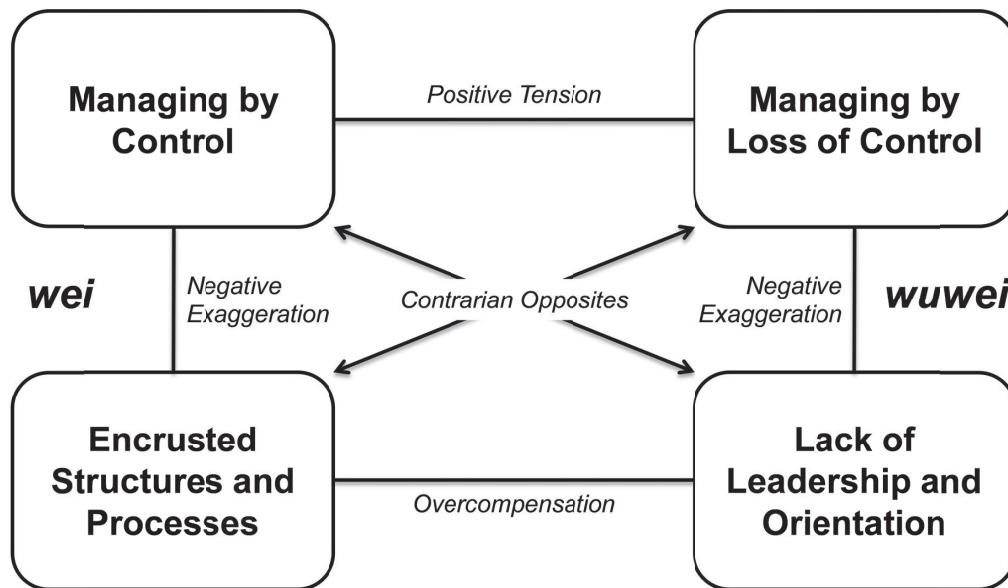 Managing by
Control
Positive Tension
Managing by
Loss of Control
wei
Negative
Exaggeration
Contrarian Opposites
Negative
Exaggeration
wuwei
Encrusted
Structures and
Processes
Overcompensation
Lack of
Leadership and
Orientation